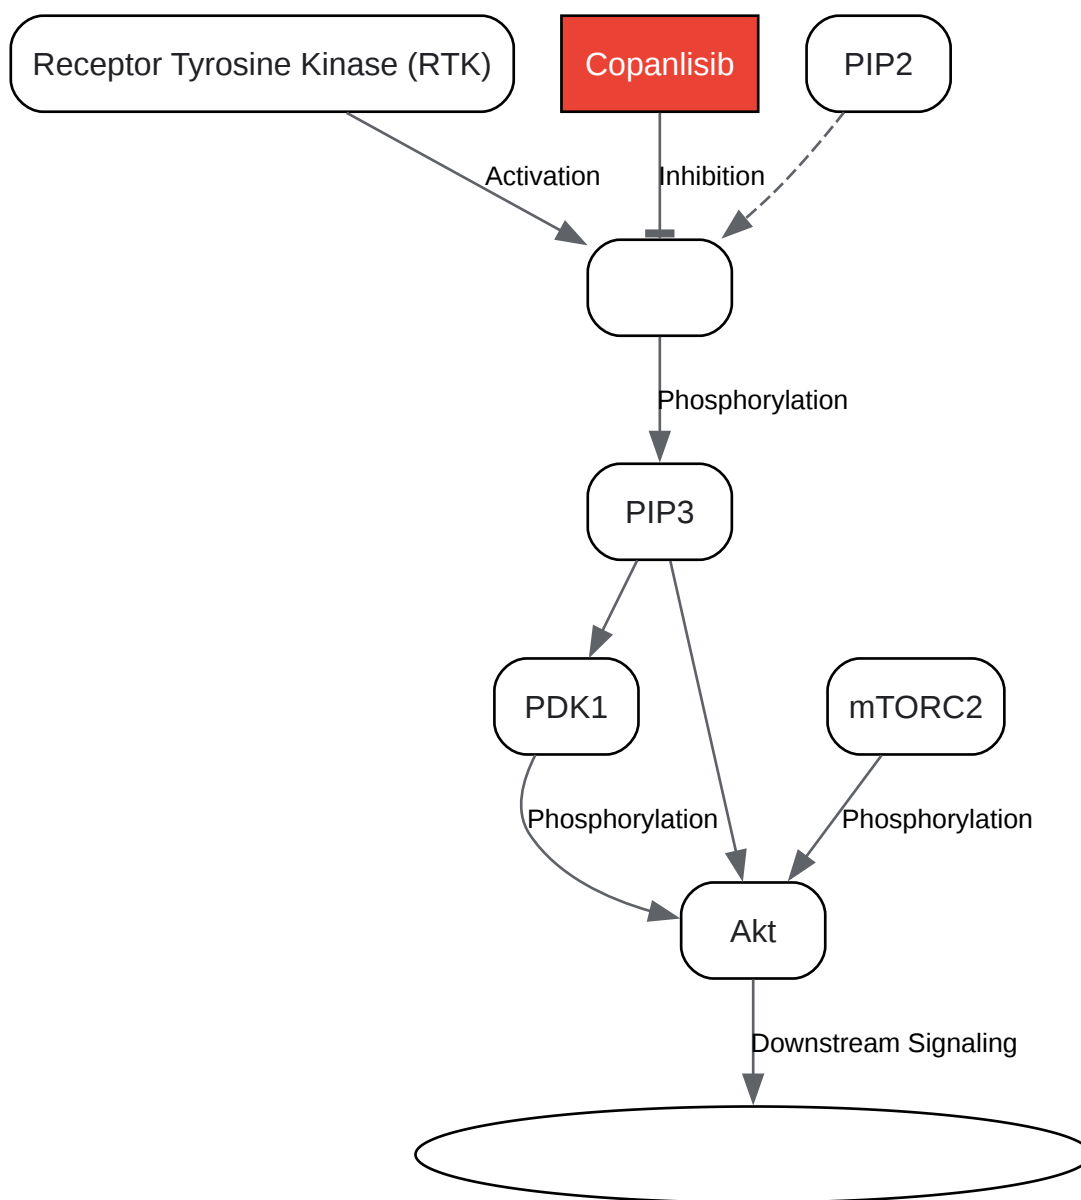 Receptor Tyrosine Kinase (RTK)
Copanlisib
PIP2
Activation
Inhibition
Phosphorylation
PIP3
PDK1
mTORC2
Phosphorylation
Phosphorylation
Akt
Downstream Signaling